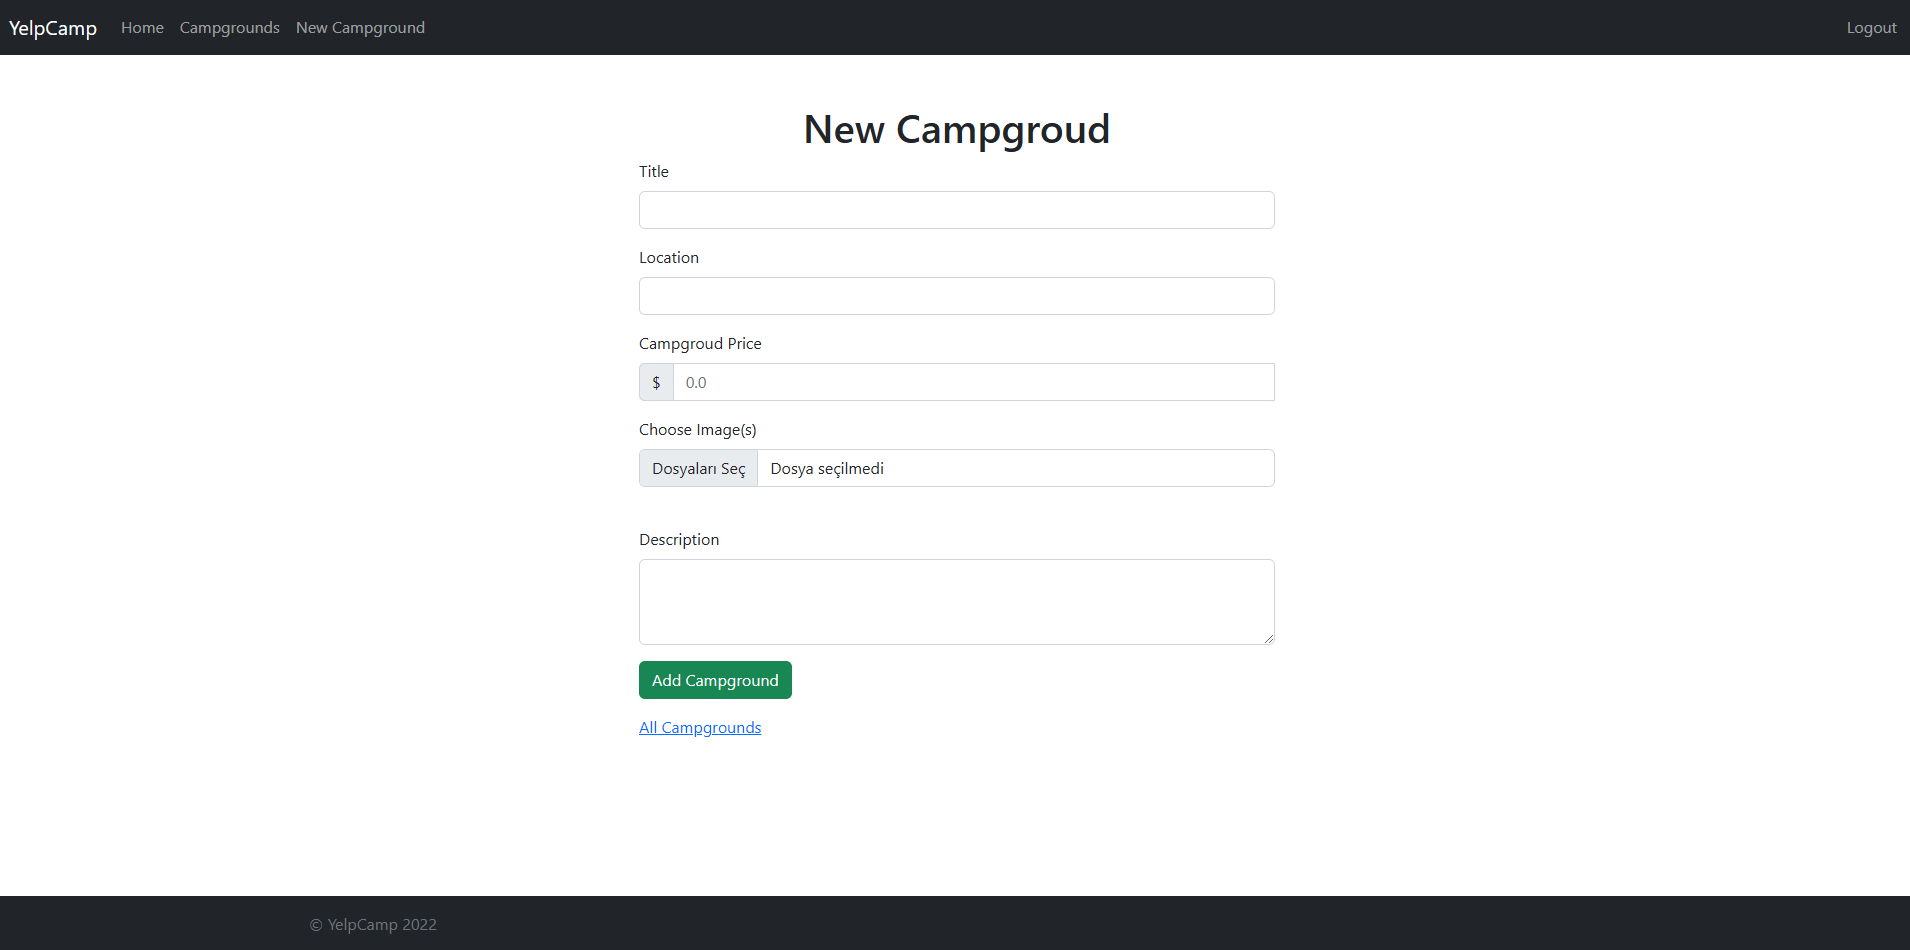 YelpCamp Home Campgrounds New Campground Logout
New Campgroud
Title
Location
Campgroud Price
$ 0.0
Choose Image(s)
Dosyaları Seç Dosya seçilmedi
Description
Add Campground
All Campgrounds
© YelpCamp 2022